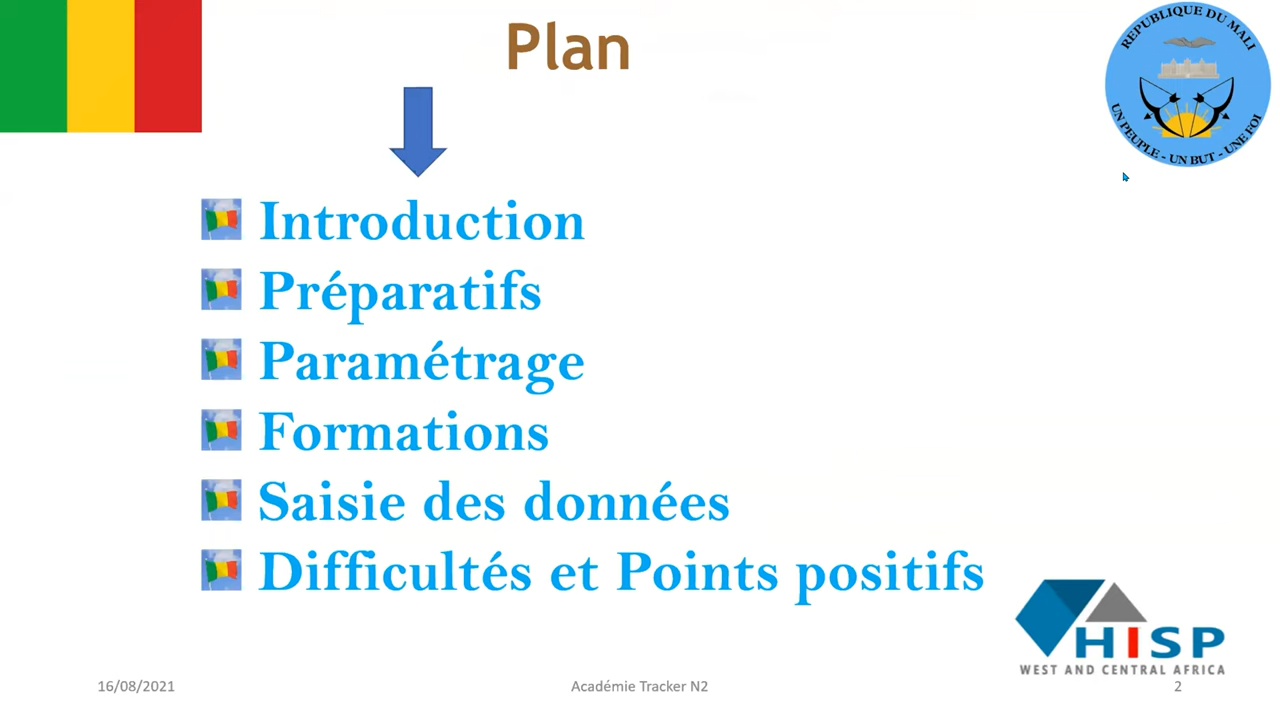 Plan
REPUBLIQUE DU MALI
UN PEUPLE - UN BUT - UNE FOI
Introduction
Préparatifs
Paramétrage
Formations
Saisie des données
Difficultés et Points positifs
HISP
WEST AND CENTRAL AFRICA
16/08/2021
Académie Tracker N2
2